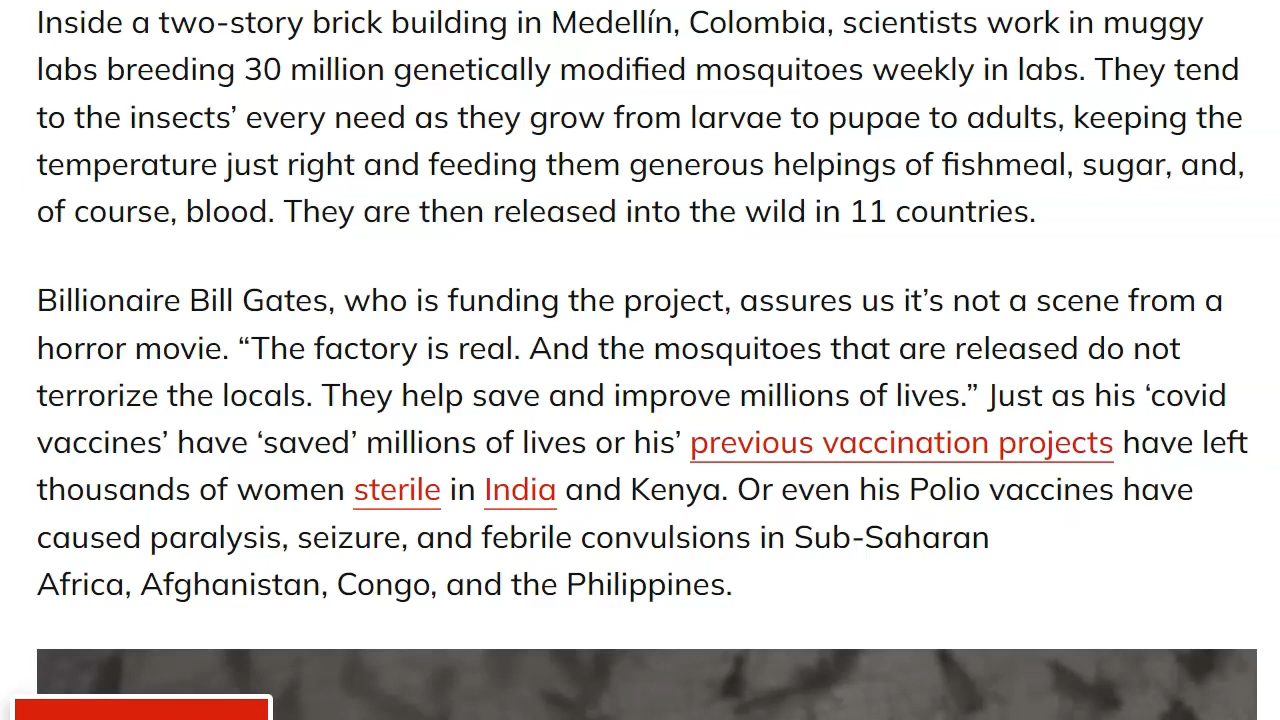 Inside a two-story brick building in Medellín, Colombia, scientists work in muggy
labs breeding 30 million genetically modified mosquitoes weekly in labs. They tend
to the insects’ every need as they grow from larvae to pupae to adults, keeping the
temperature just right and feeding them generous helpings of fishmeal, sugar, and,
of course, blood. They are then released into the wild in 11 countries.
Billionaire Bill Gates, who is funding the project, assures us it’s not a scene from a
horror movie. “The factory is real. And the mosquitoes that are released do not
terrorize the locals. They help save and improve millions of lives.” Just as his ‘covid
vaccines’ have ‘saved’ millions of lives or his’ previous vaccination projects have left
thousands of women sterile in India and Kenya. Or even his Polio vaccines have
caused paralysis, seizure, and febrile convulsions in Sub-Saharan
Africa, Afghanistan, Congo, and the Philippines.